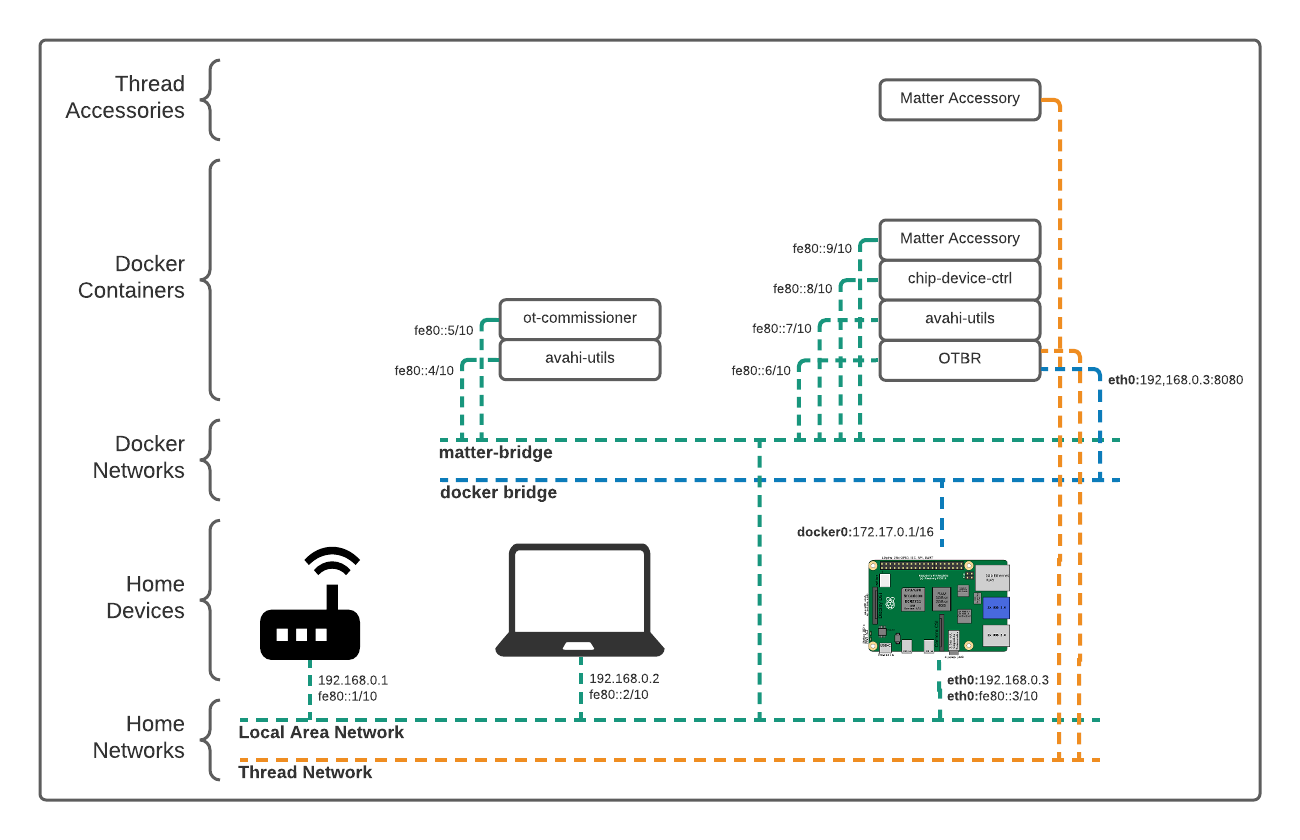 Thread
Accessories
Matter Accessory
Docker
Containers
Matter Accessory
fe80::9/10
chip-device-ctrl
fe80::8/10
ot-commissioner
avahi-utils
fe80::5/10
fe80::7/10
avahi-utils
OTBR
fe80::4/10
fe80::6/10
eth0:192,168.0.3:8080
Docker
Networks
matter-bridge
docker bridge
docker0:172.17.0.1/16
Home
Devices
192.168.0.1
fe80::1/10
192.168.0.2
fe80::2/10
eth0:192.168.0.3
eth0:fe80::3/10
Home
Networks
Local Area Network
Thread Network